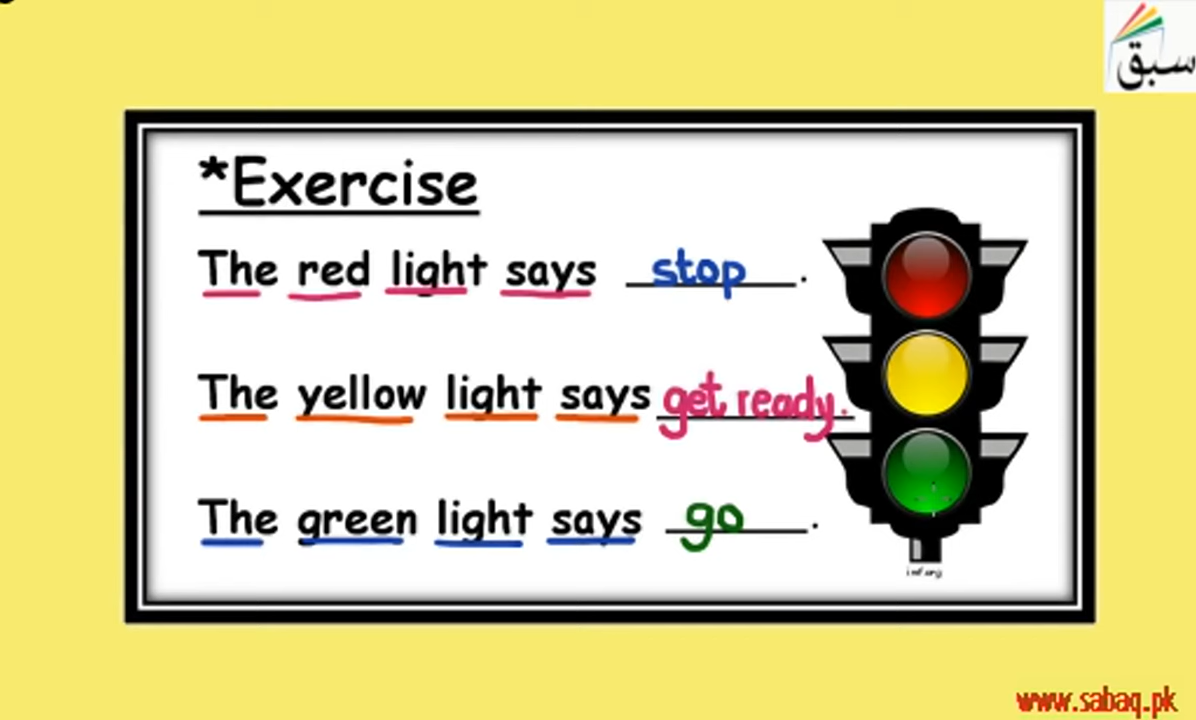 سبق
*Exercise
The red light says stop.
The yellow light says get ready.
The green light says go.
www.sabaq.pk